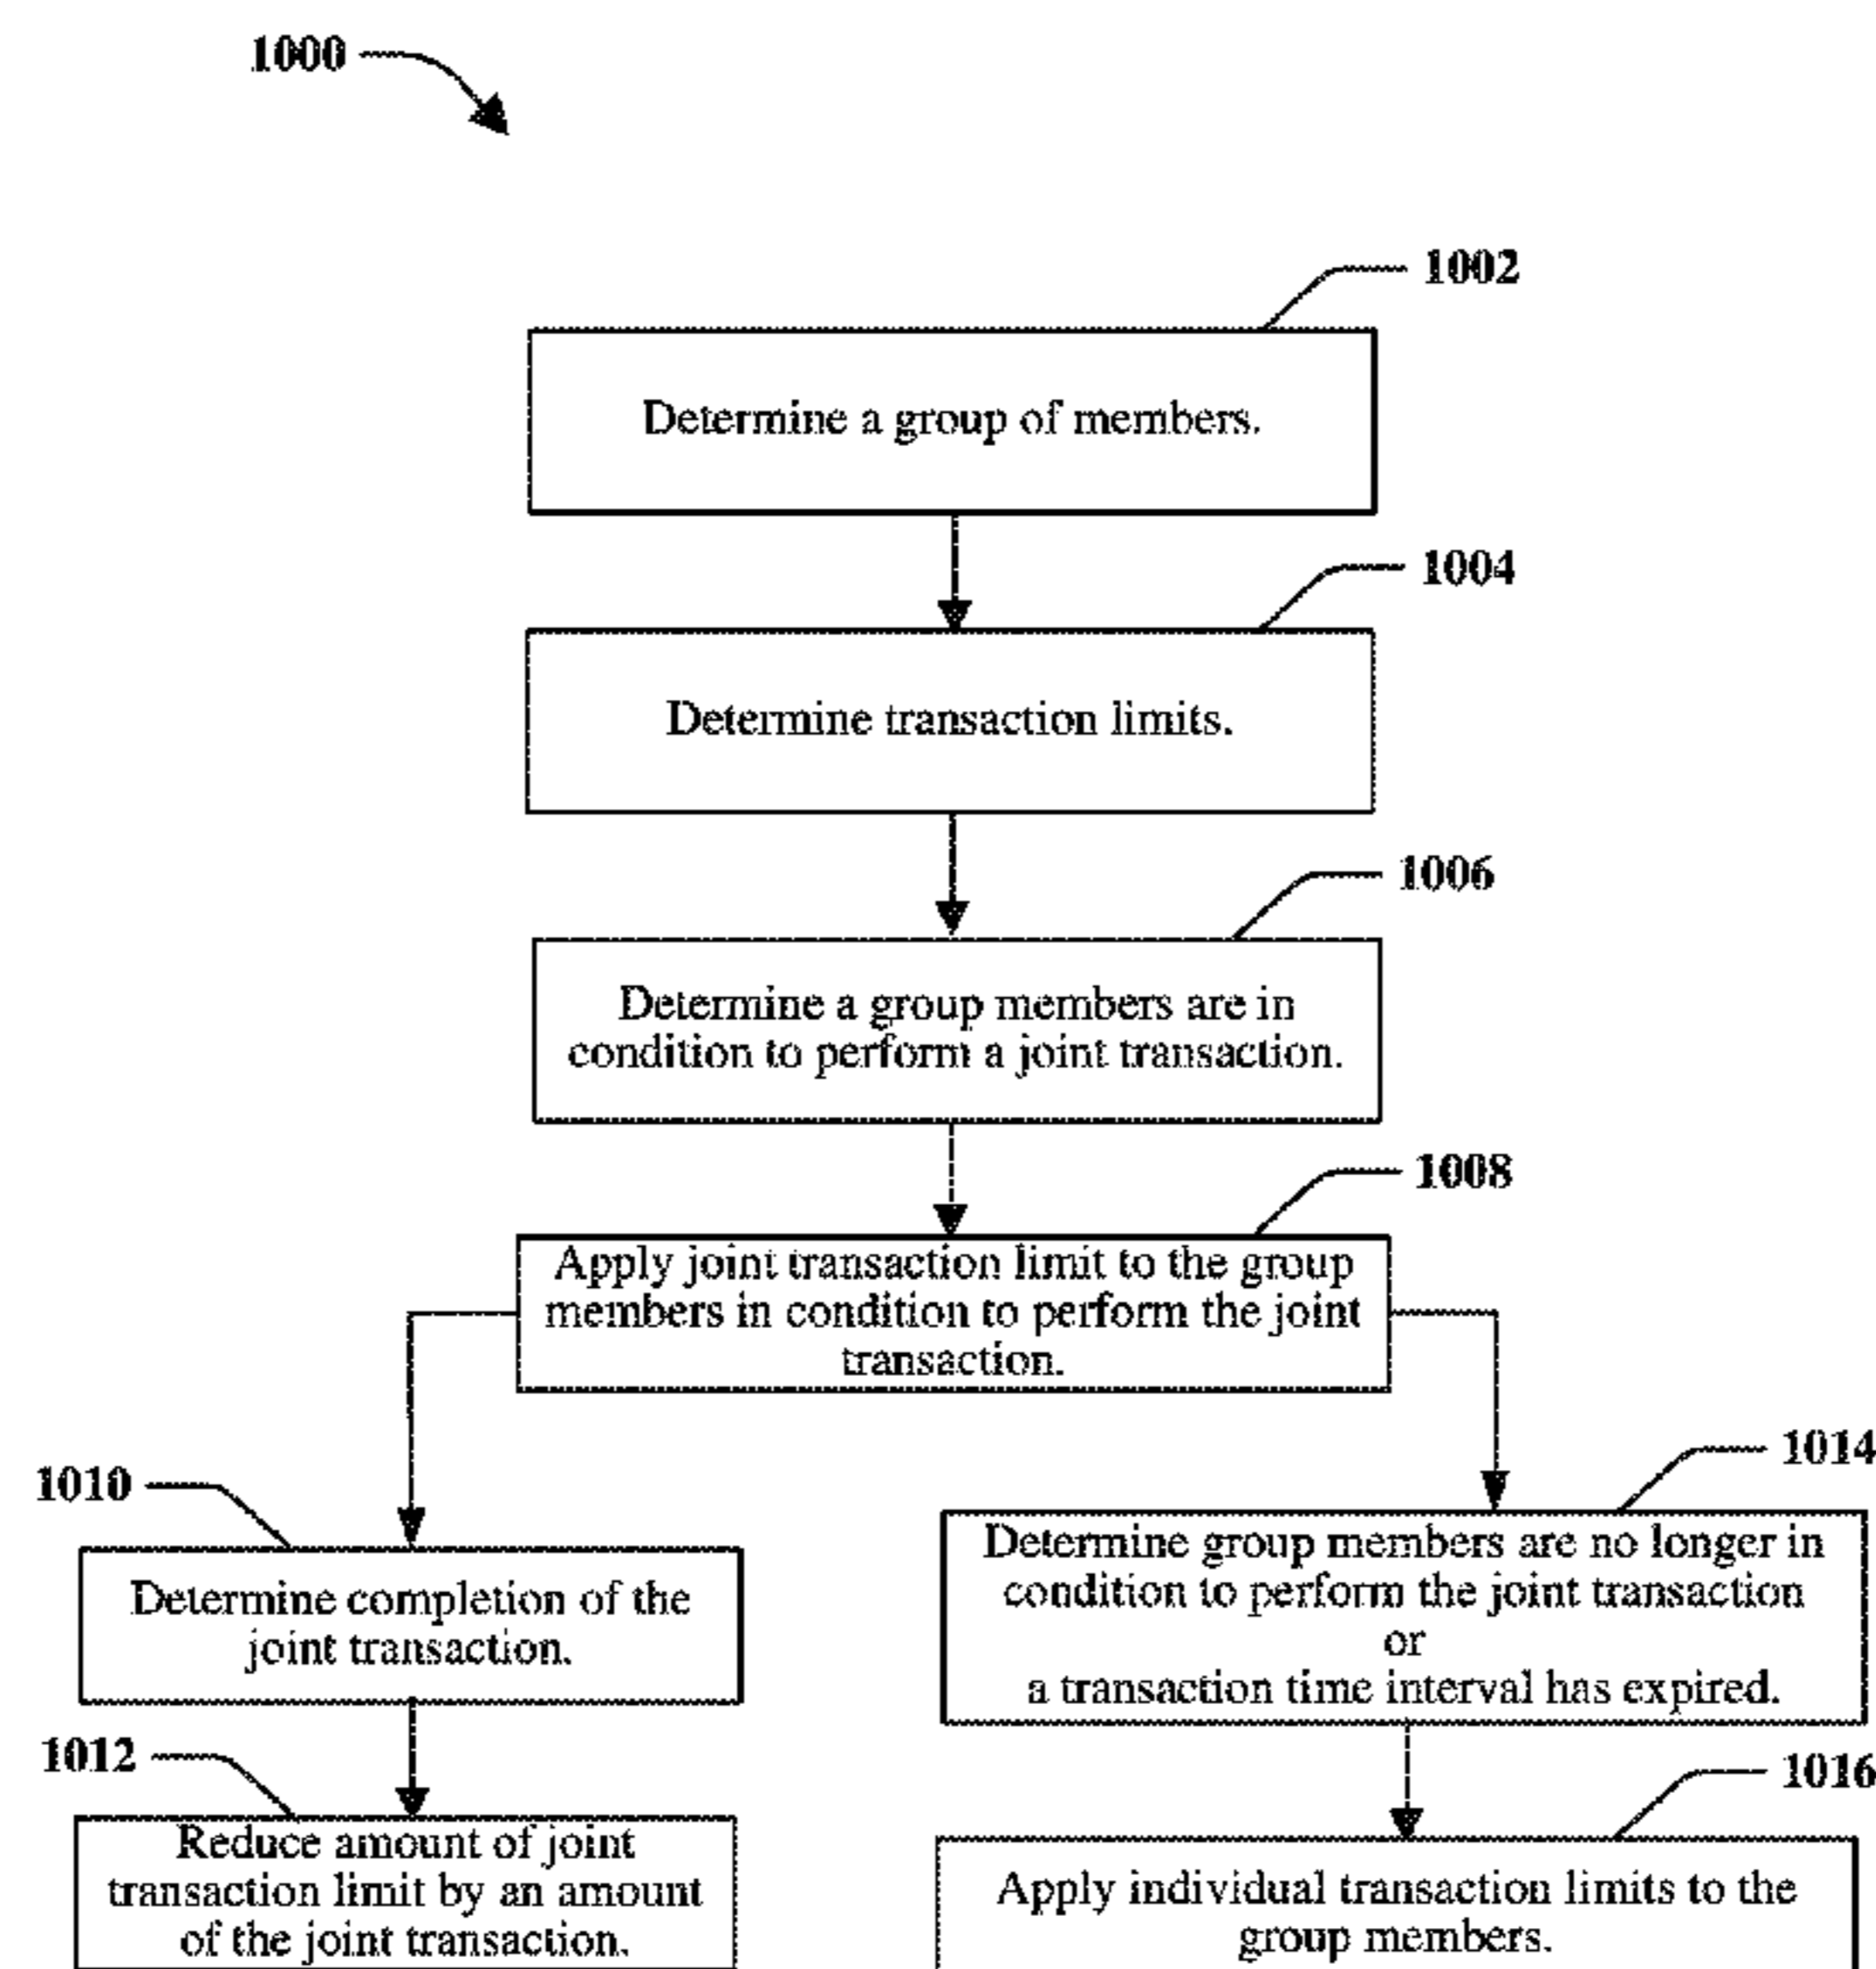 1000
1002
Determine a group of members.
1004
Determine transaction limits.
1006
Determine a group members are in
condition to perform a joint transaction.
1008
Apply joint transaction limit to the group
members in condition to perform the joint
transaction.
1010
Determine completion of the
joint transaction.
1012
Reduce amount of joint
transaction limit by an amount
of the joint transaction.
1014
Determine group members are no longer in
condition to perform the joint transaction
or
a transaction time interval has expired.
1016
Apply individual transaction limits to the
group members.